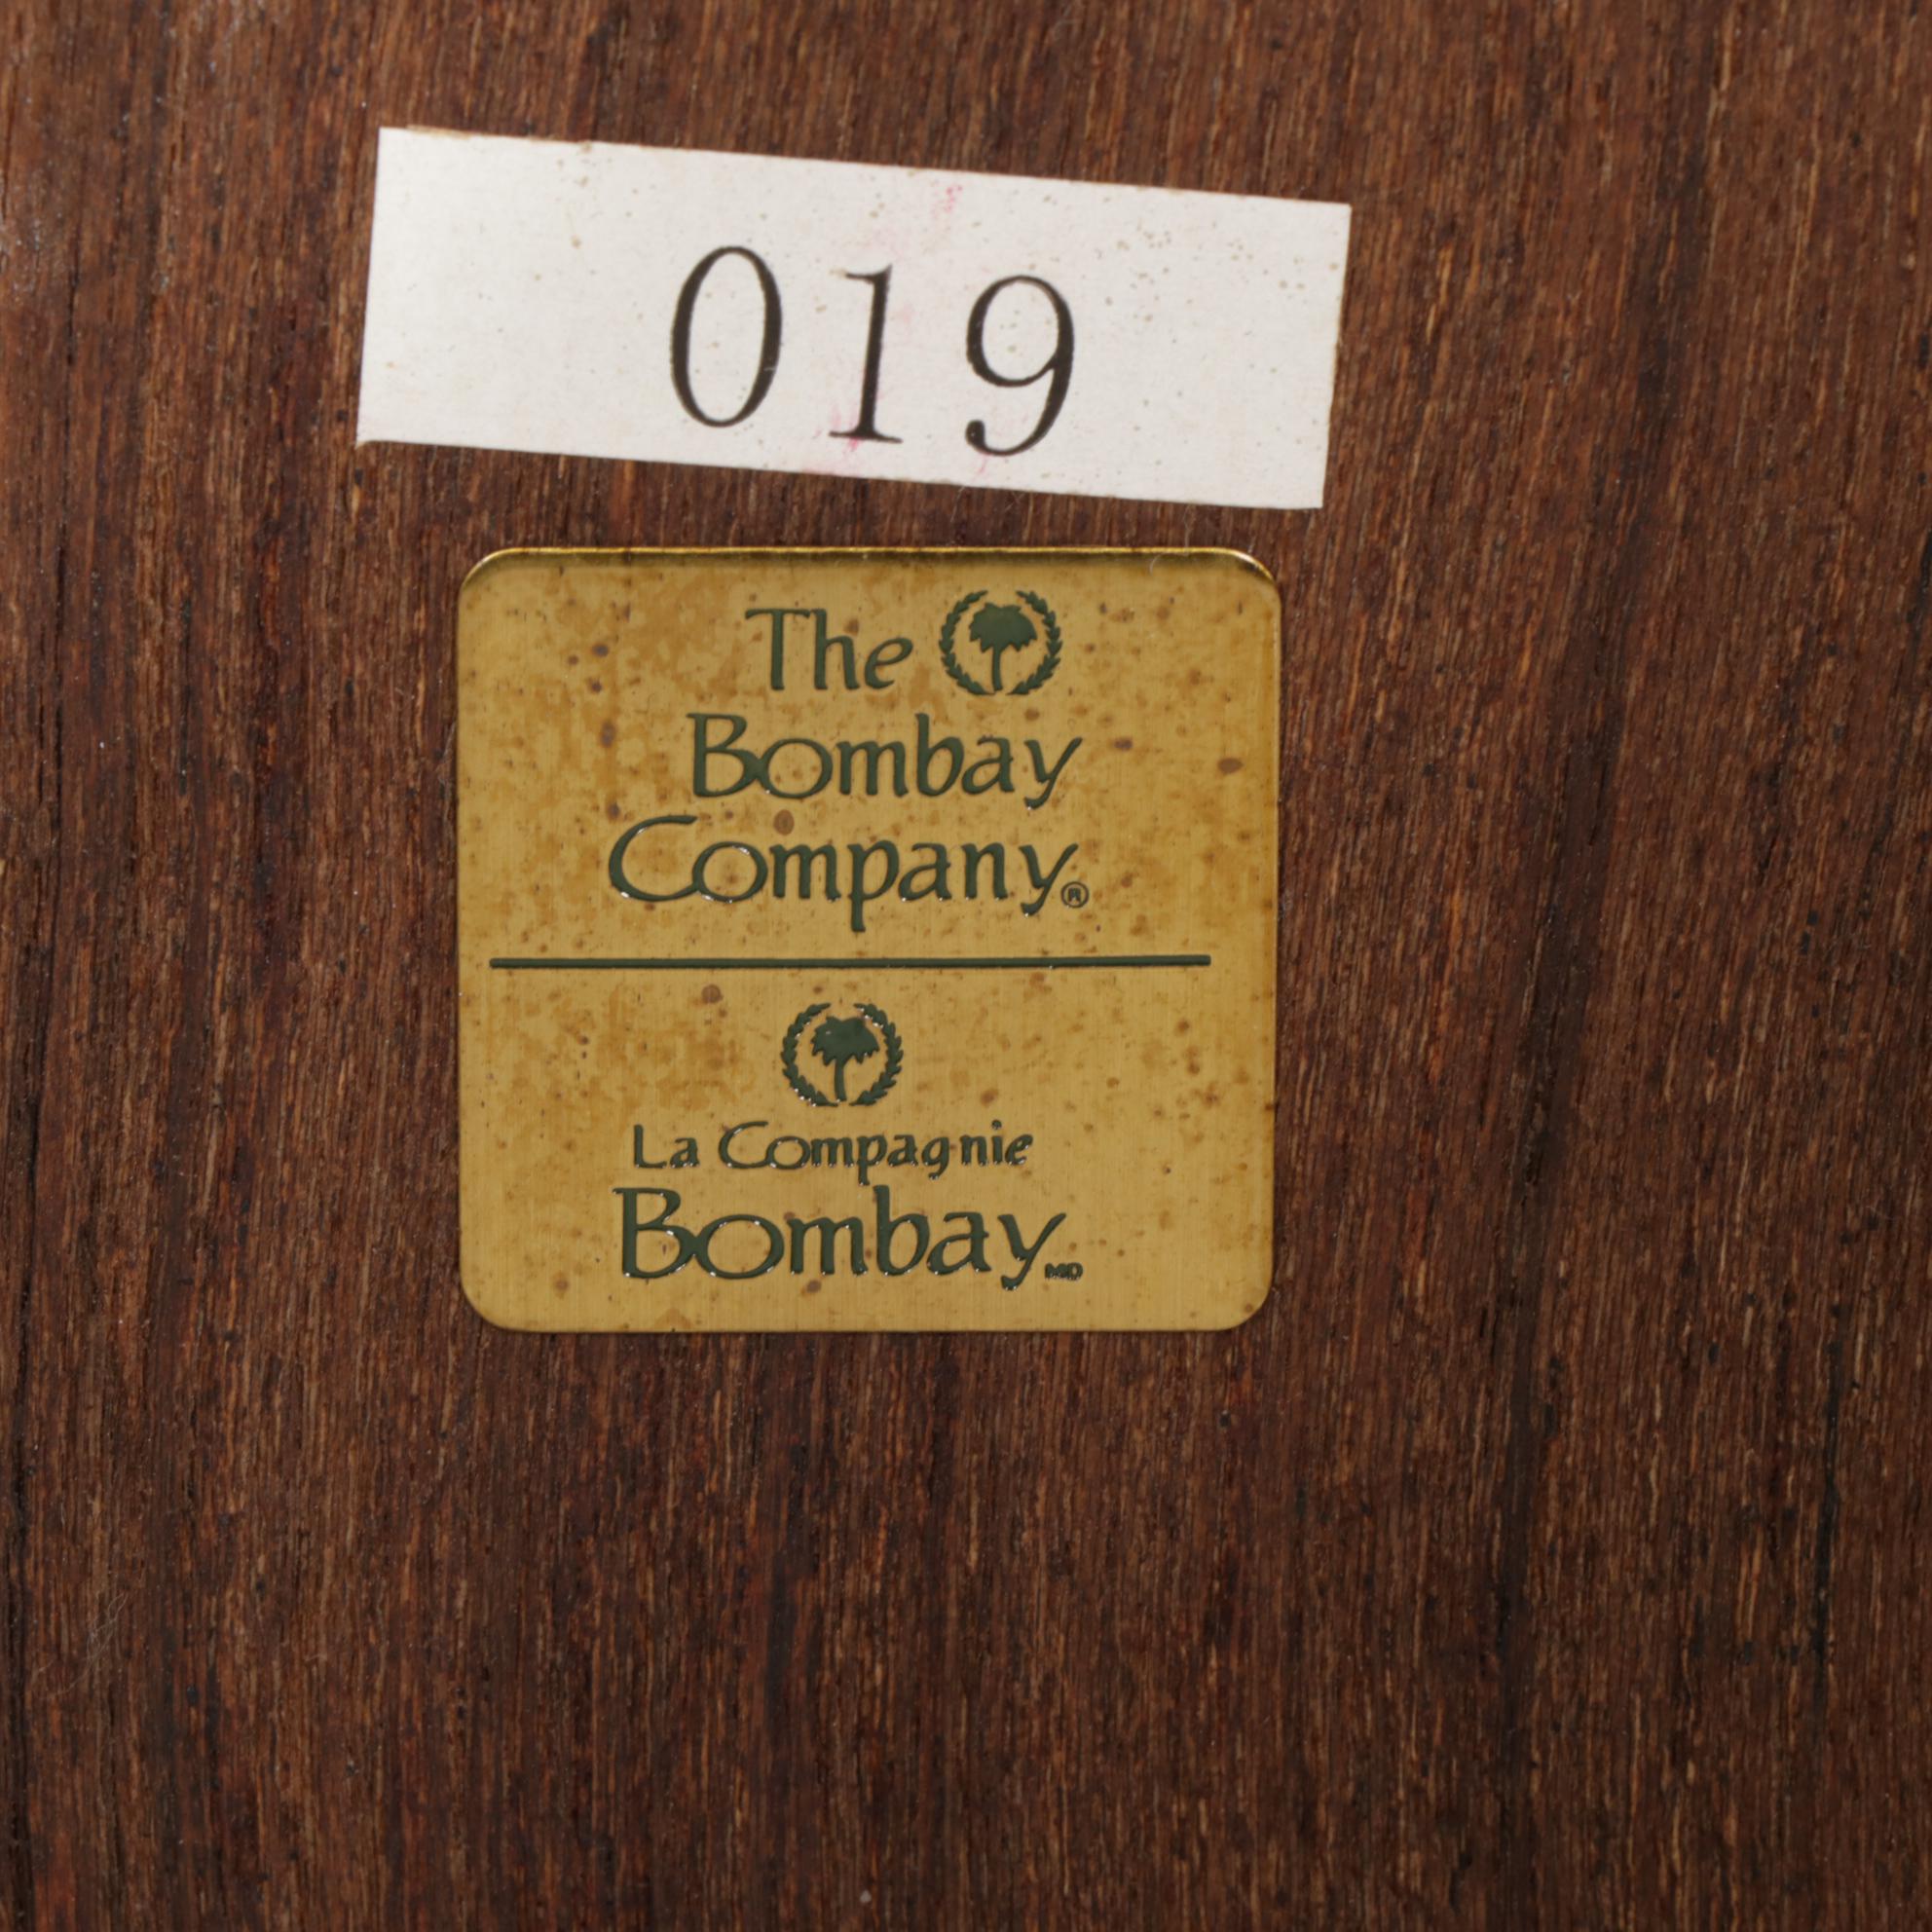 019
The
Bombay
Company®
La Compagnie
Bombay MD